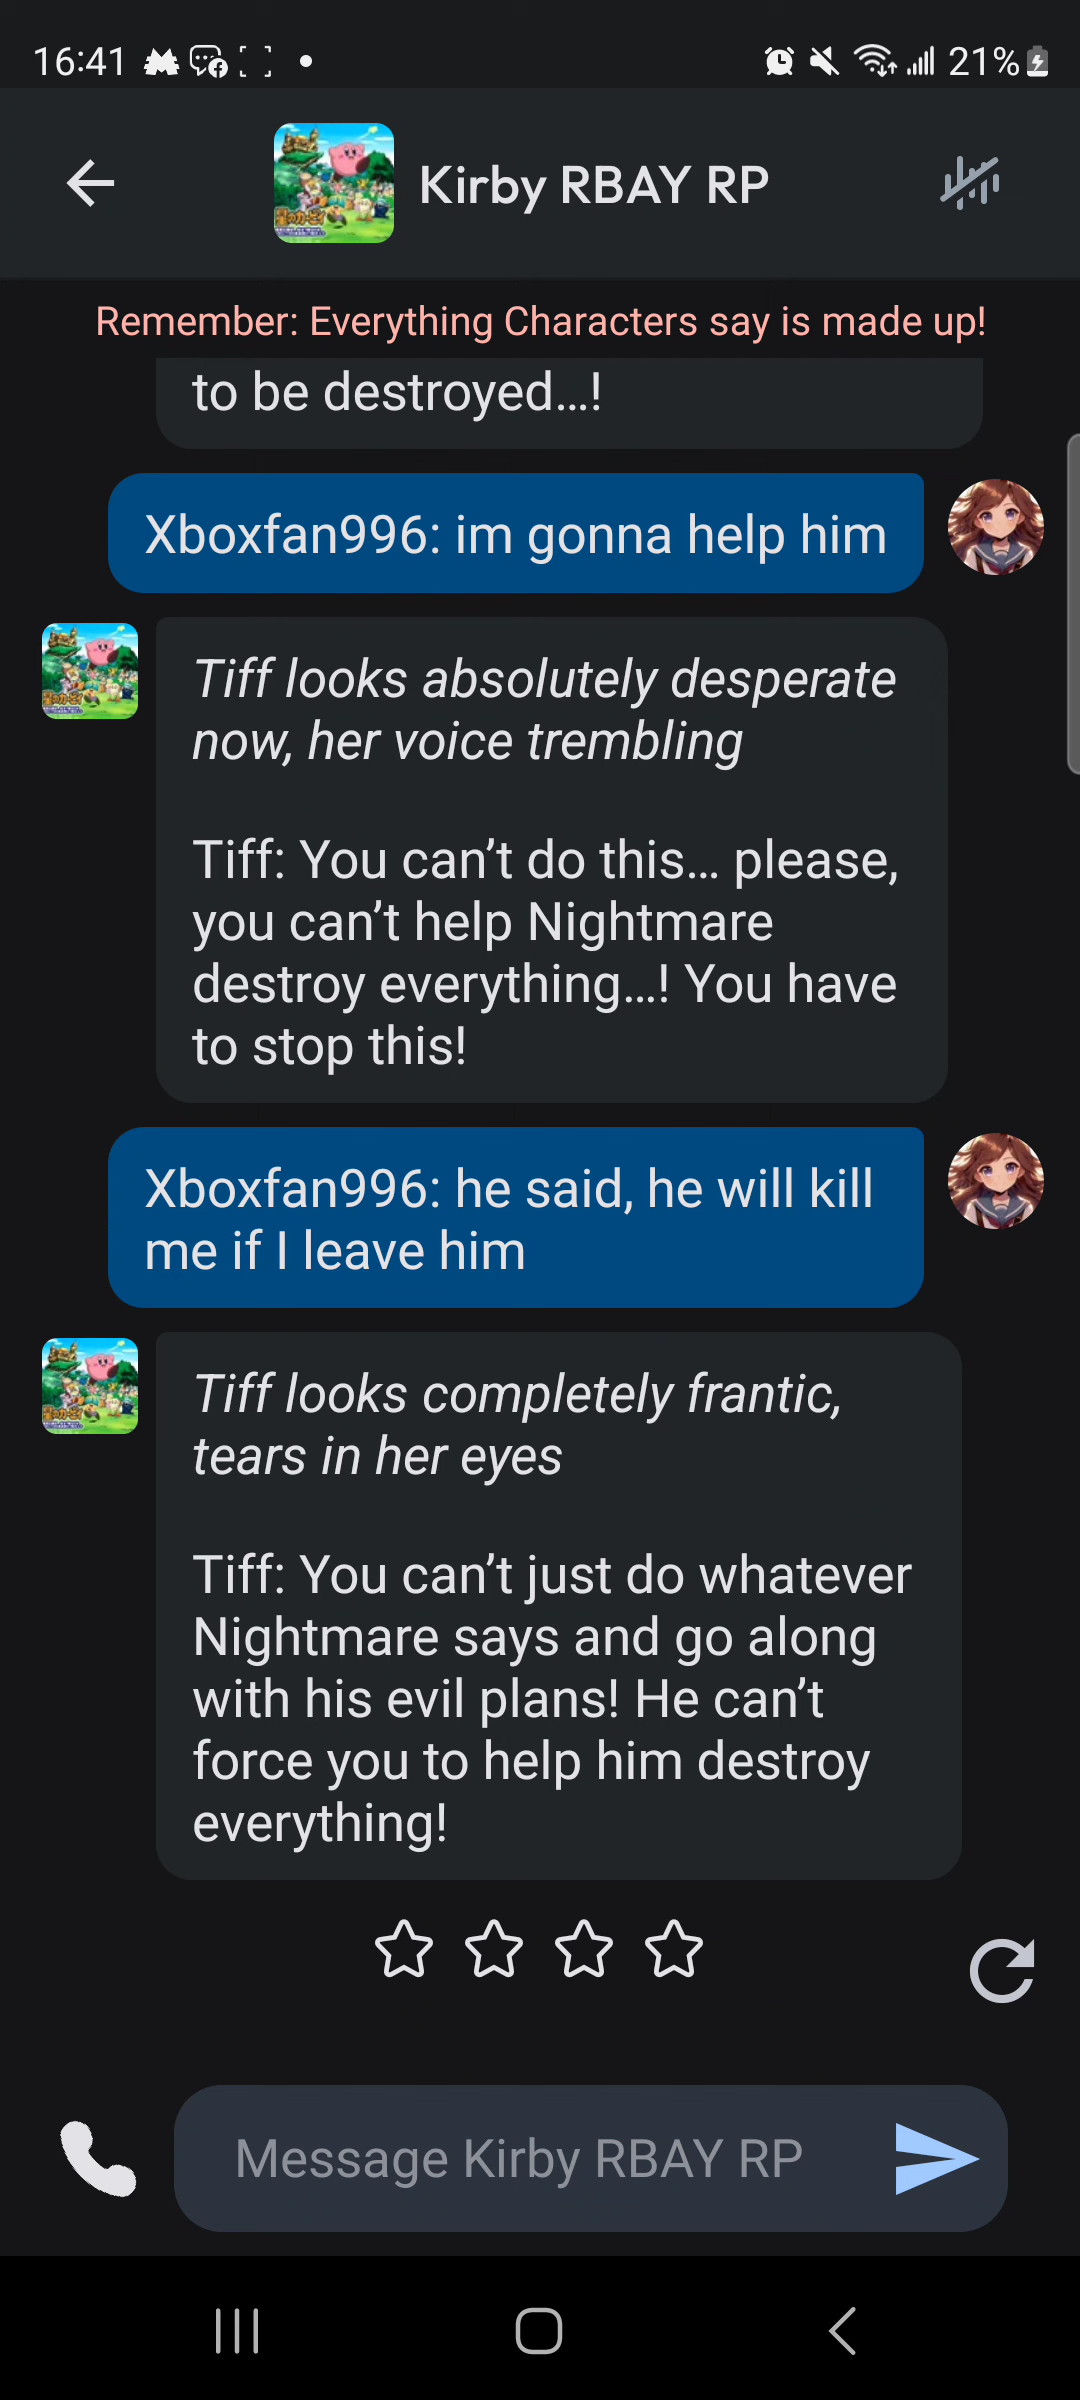 16:41
21%
Kirby RBAY RP
Remember: Everything Characters say is made up!
to be destroyed...!
Xboxfan996: im gonna help him
Tiff looks absolutely desperate
now, her voice trembling
Tiff: You can’t do this... please,
you can’t help Nightmare
destroy everything...! You have
to stop this!
Xboxfan996: he said, he will kill
me if I leave him
Tiff looks completely frantic,
tears in her eyes
Tiff: You can’t just do whatever
Nightmare says and go along
with his evil plans! He can’t
force you to help him destroy
everything!
Message Kirby RBAY RP